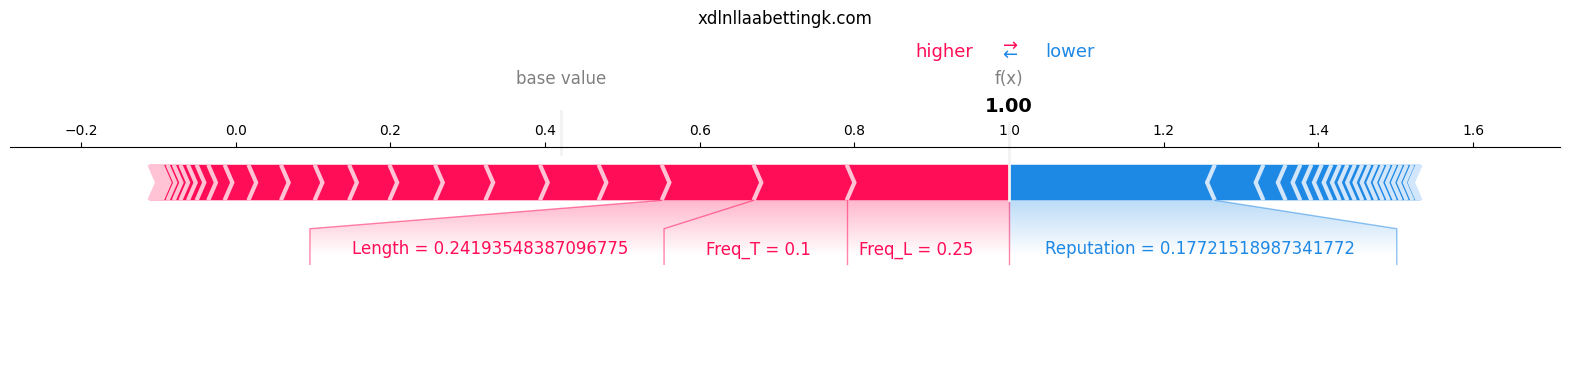 xdlnllaabettingk.com
higher ⇄ lower
base value f(x)
1.00
−0.2 0.0 0.2 0.4 0.6 0.8 1.0 1.2 1.4 1.6
Length = 0.24193548387096775 Freq_T = 0.1 Freq_L = 0.25 Reputation = 0.17721518987341772